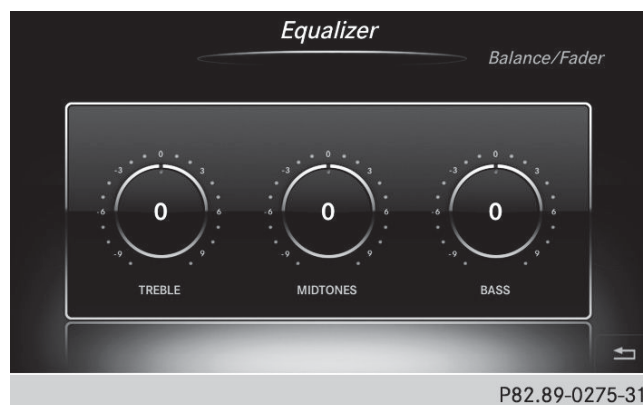 Equalizer
Balance/Fader
0 0 0
-3 3 -3 3 -3 3
-6 0 6 -6 0 6 -6 0 6
-9 9 -9 9 -9 9
TREBLE MIDTONES BASS
P82.89-0275-31